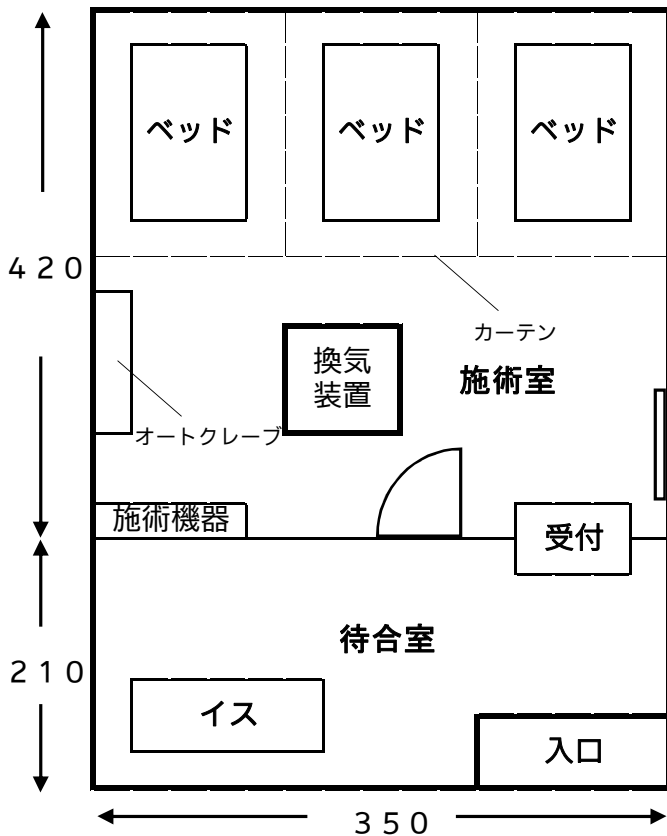 ベッド
ベッド
ベッド
４２０
カーテン
換気
装置
施術室
オートクレーブ
施術機器
受付
待合室
２１０
イス
入口
３５０